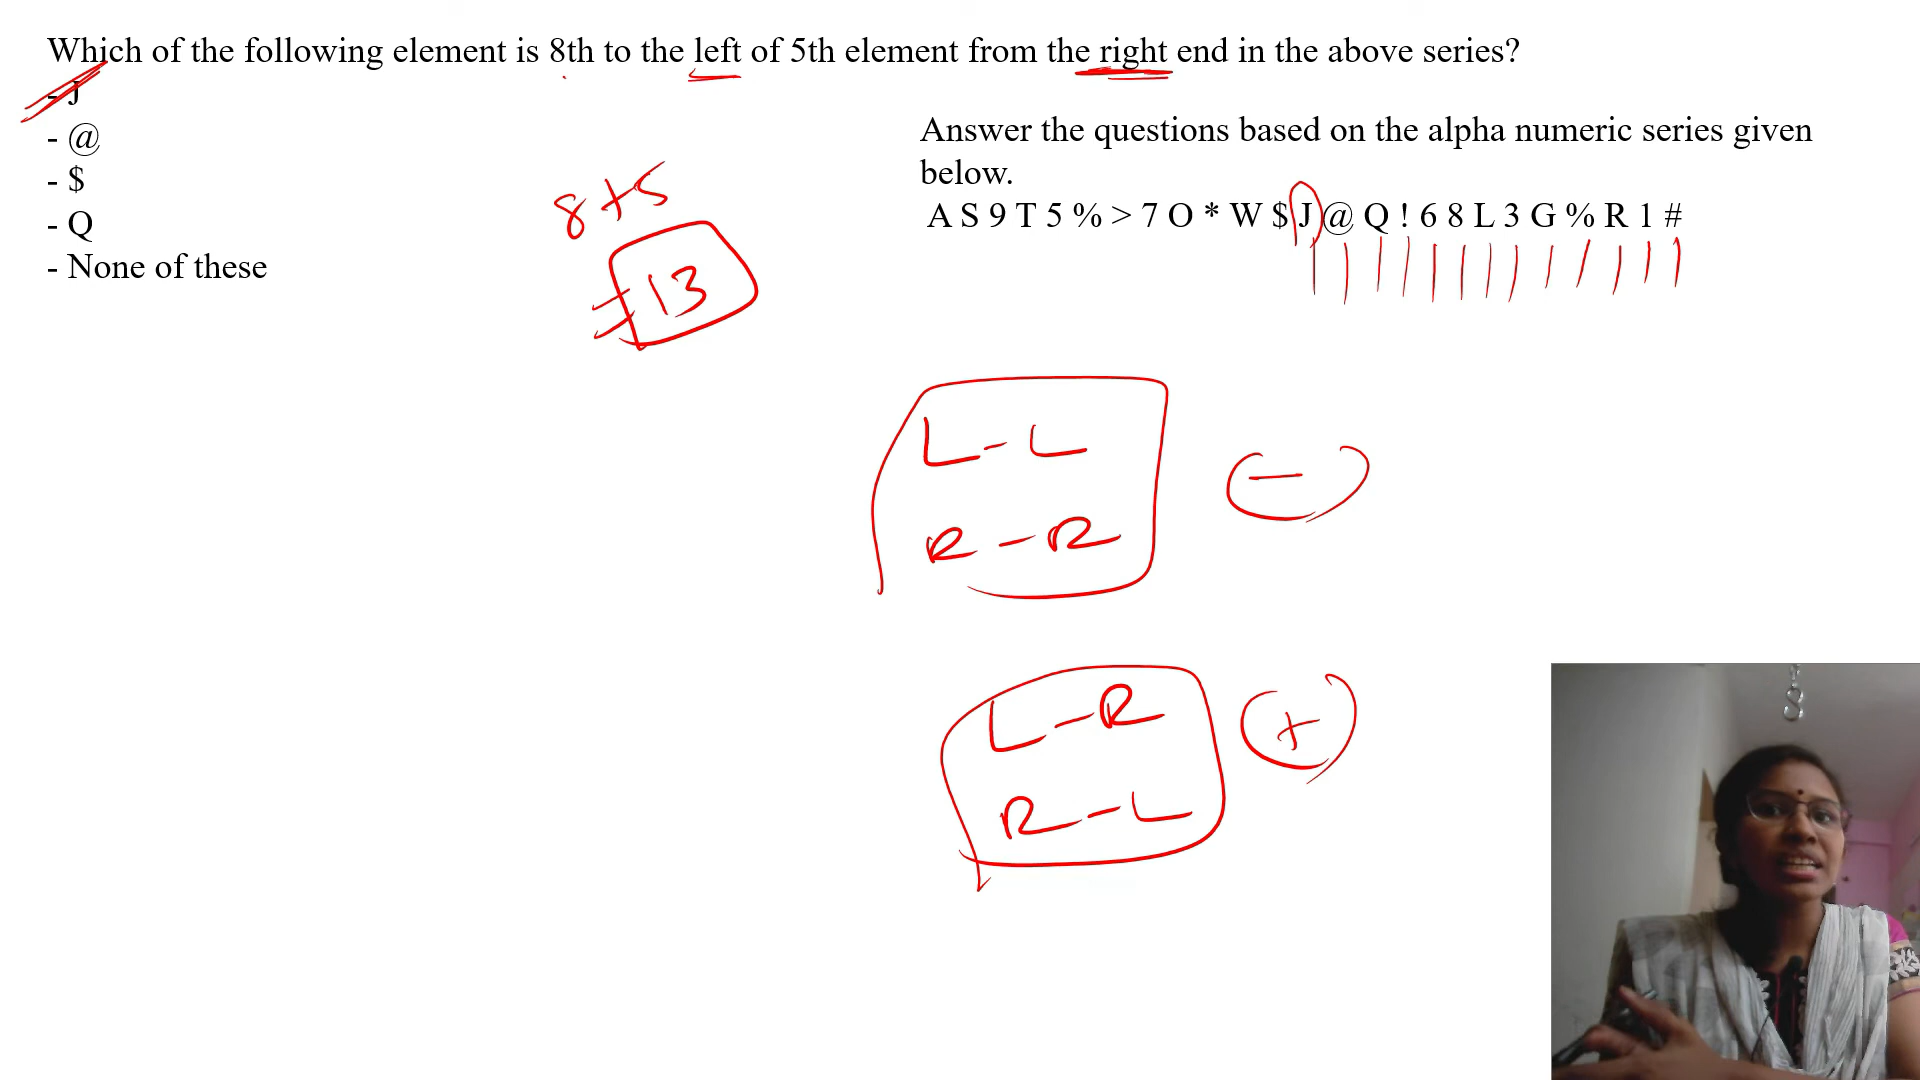 Which of the following element is 8th to the left of 5th element from the right end in the above series?
- J
- @
- $
- Q
- None of these
Answer the questions based on the alpha numeric series given
below.
A S 9 T 5 % > 7 O * W $ J @ Q ! 6 8 L 3 G % R 1 #
8 + 5
= 13
L - L
R - R
(-)
L - R
R - L
(+)